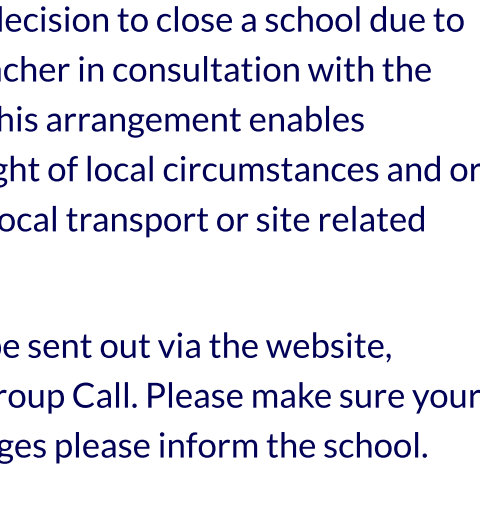 decision to close a school due to
acher in consultation with the
his arrangement enables
ght of local circumstances and or
ocal transport or site related
be sent out via the website,
roup Call. Please make sure your
ges please inform the school.